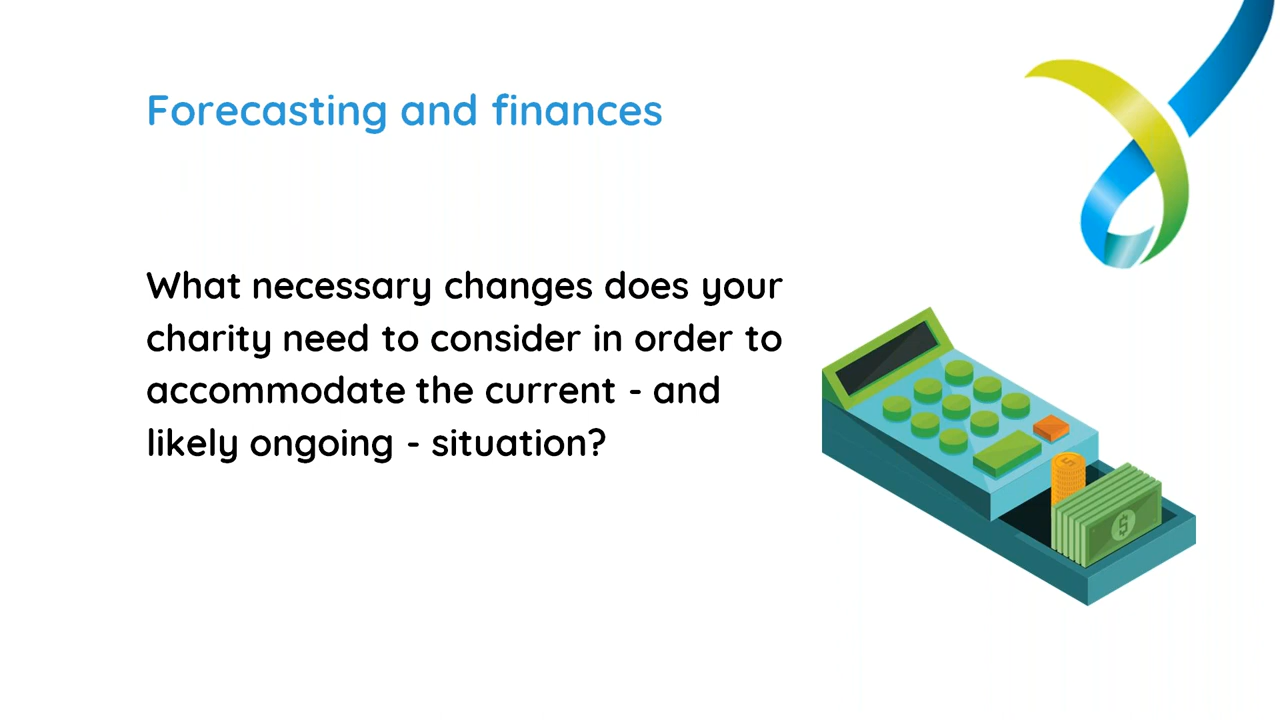 Forecasting and finances
What necessary changes does your
charity need to consider in order to
accommodate the current - and
likely ongoing - situation?